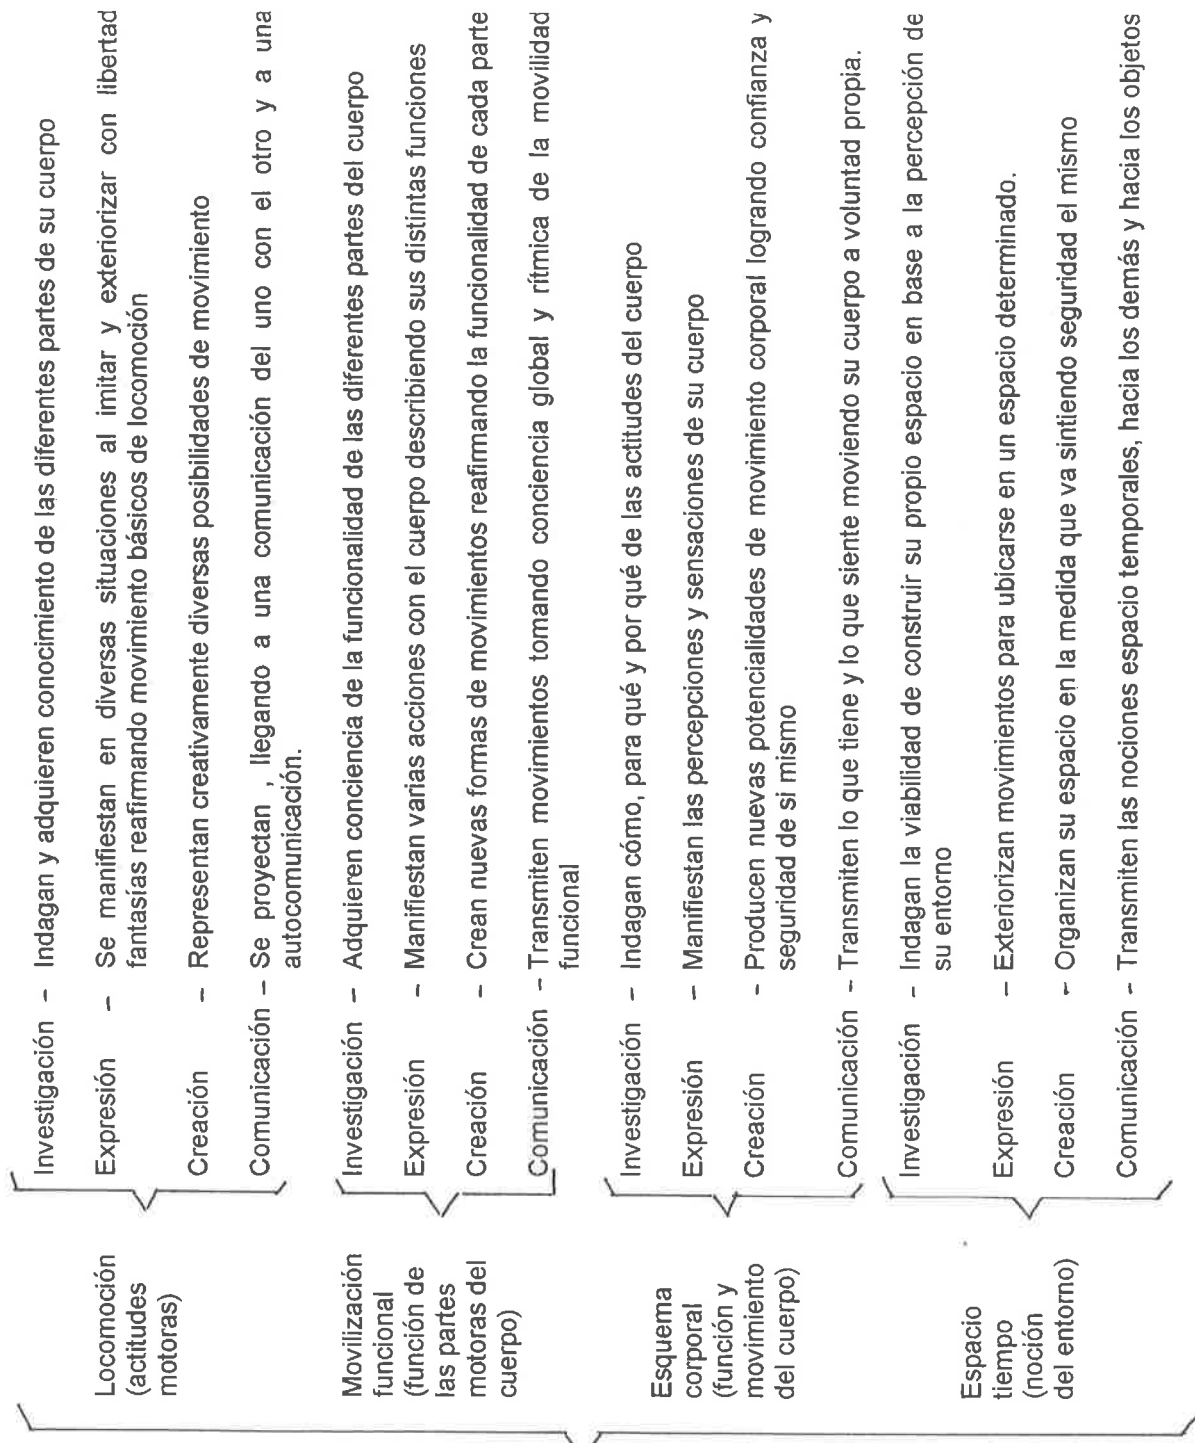 Locomoción
(actitudes
motoras)
Investigación – Indagan y adquieren conocimiento de las diferentes partes de su cuerpo
Expresión – Se manifiestan en diversas situaciones al imitar y exteriorizar con libertad
fantasías reafirmando movimiento básicos de locomoción
Creación – Representan creativamente diversas posibilidades de movimiento
Comunicación – Se proyectan , llegando a una comunicación del uno con el otro y a una
autocomunicación.
Movilización
funcional
(función de
las partes
motoras del
cuerpo)
Investigación – Adquieren conciencia de la funcionalidad de las diferentes partes del cuerpo
Expresión – Manifiestan varias acciones con el cuerpo describiendo sus distintas funciones
Creación – Crean nuevas formas de movimientos reafirmando la funcionalidad de cada parte
Comunicación – Transmiten movimientos tomando conciencia global y rítmica de la movilidad
funcional
Esquema
corporal
(función y
movimiento
del cuerpo)
Investigación – Indagan cómo, para qué y por qué de las actitudes del cuerpo
Expresión – Manifiestan las percepciones y sensaciones de su cuerpo
Creación – Producen nuevas potencialidades de movimiento corporal logrando confianza y
seguridad de si mismo
Comunicación – Transmiten lo que tiene y lo que siente moviendo su cuerpo a voluntad propia.
Espacio
tiempo
(noción
del entorno)
Investigación – Indagan la viabilidad de construir su propio espacio en base a la percepción de
su entorno
Expresión – Exteriorizan movimientos para ubicarse en un espacio determinado.
Creación – Organizan su espacio en la medida que va sintiendo seguridad el mismo
Comunicación – Transmiten las nociones espacio temporales, hacia los demás y hacia los objetos